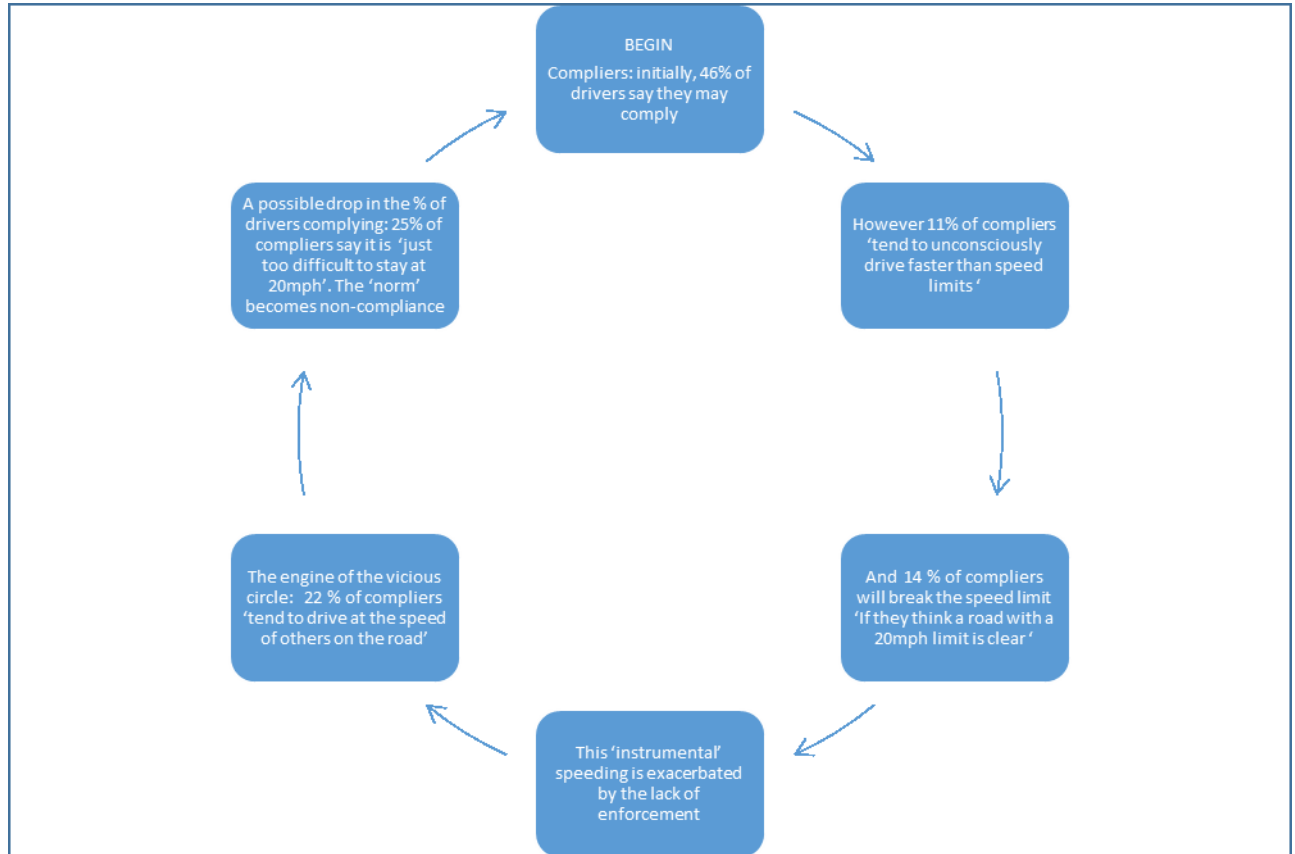 BEGIN
Compliers: initially, 46% of
drivers say they may
comply
However 11% of compliers
‘tend to unconsciously
drive faster than speed
limits ‘
And  14 % of compliers
will break the speed limit
‘If they think a road with a
20mph limit is clear ‘
This ‘instrumental’
speeding is exacerbated
by the lack of
enforcement
The engine of the vicious
circle:  22 % of compliers
‘tend to drive at the speed
of others on the road’
A possible drop in the % of
drivers complying: 25% of
compliers say it is  ‘just
too difficult to stay at
20mph’. The ‘norm’
becomes non-compliance